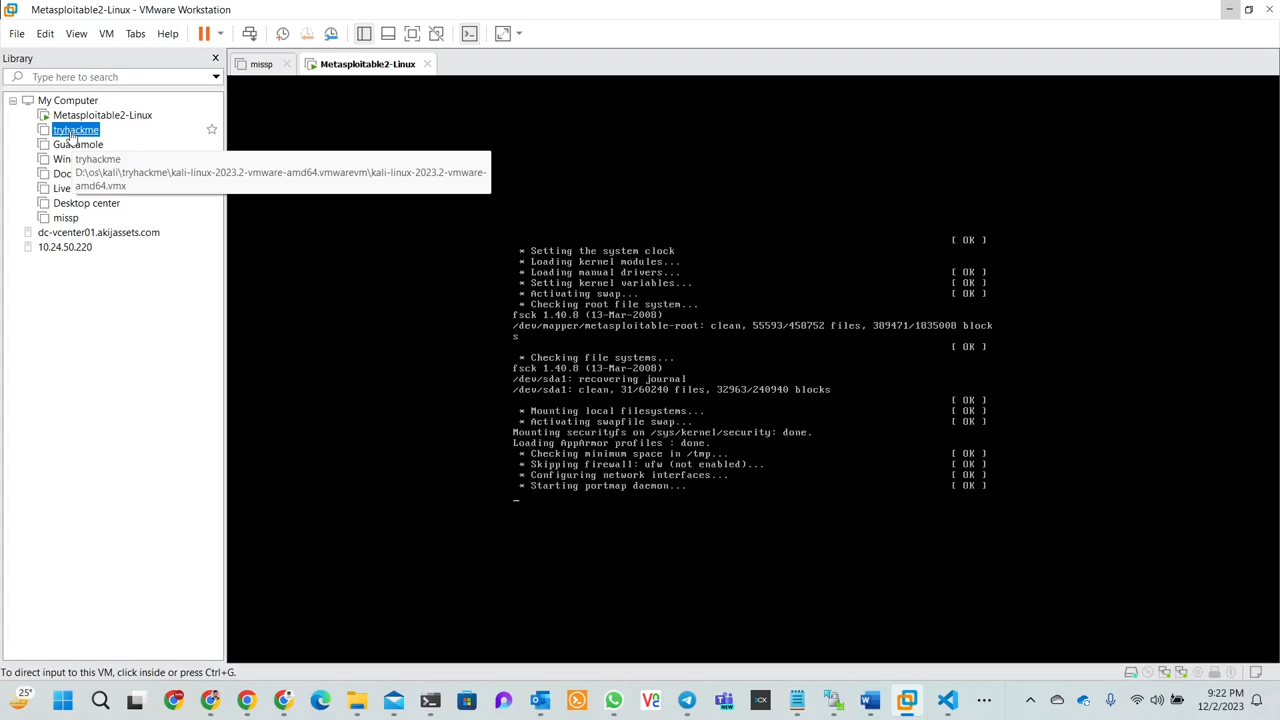 Metasploitable2-Linux - VMware Workstation
File Edit View VM Tabs Help
Library
Type here to search
My Computer
Metasploitable2-Linux
tryhackme
Guacamole
Win
Doc
Live
Desktop center
missp
dc-vcenter01.akijassets.com
10.24.50.220
tryhackme
D:\os\kali\tryhackme\kali-linux-2023.2-vmware-amd64.vmwarevm\kali-linux-2023.2-vmware-
amd64.vmx
missp Metasploitable2-Linux
[ OK ]
* Setting the system clock
* Loading kernel modules...
* Loading manual drivers... [ OK ]
* Setting kernel variables... [ OK ]
* Activating swap... [ OK ]
* Checking root file system...
fsck 1.40.8 (13-Mar-2008)
/dev/mapper/metasploitable-root: clean, 55593/458752 files, 389471/1835008 block
s
[ OK ]
* Checking file systems...
fsck 1.40.8 (13-Mar-2008)
/dev/sda1: recovering journal
/dev/sda1: clean, 31/60240 files, 32963/240940 blocks
[ OK ]
* Mounting local filesystems... [ OK ]
* Activating swapfile swap... [ OK ]
Mounting securityfs on /sys/kernel/security: done.
Loading AppArmor profiles : done.
* Checking minimum space in /tmp... [ OK ]
* Skipping firewall: ufw (not enabled)... [ OK ]
* Configuring network interfaces... [ OK ]
* Starting portmap daemon... [ OK ]
To direct input to this VM, click inside or press Ctrl+G.
25°
9:22 PM
12/2/2023